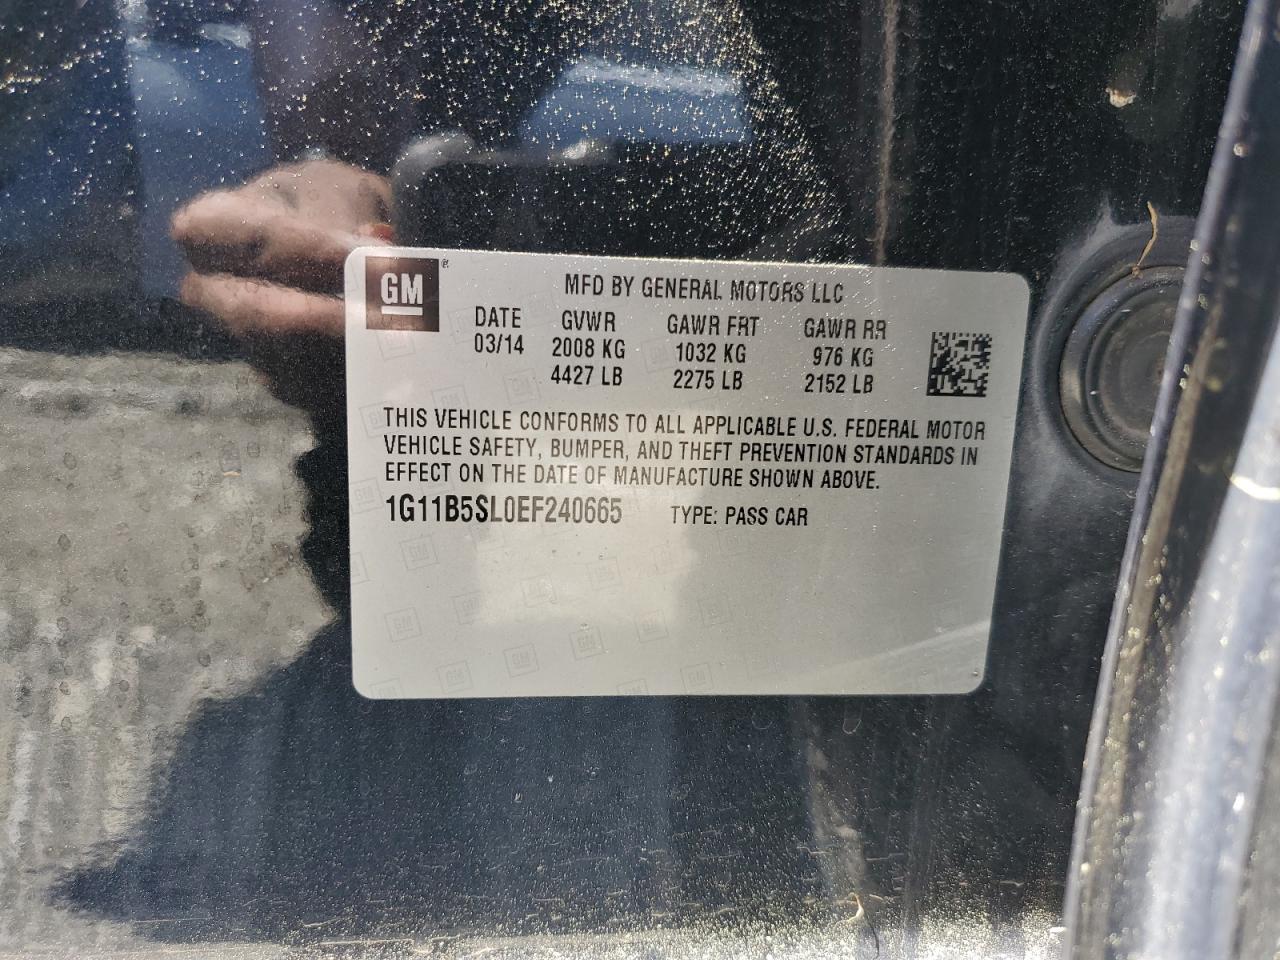 GM
MFD BY GENERAL MOTORS LLC
DATE GVWR GAWR FRT GAWR RR
03/14 2008 KG 1032 KG 976 KG
4427 LB 2275 LB 2152 LB
THIS VEHICLE CONFORMS TO ALL APPLICABLE U.S. FEDERAL MOTOR
VEHICLE SAFETY, BUMPER, AND THEFT PREVENTION STANDARDS IN
EFFECT ON THE DATE OF MANUFACTURE SHOWN ABOVE.
1G11B5SL0EF240665 TYPE: PASS CAR